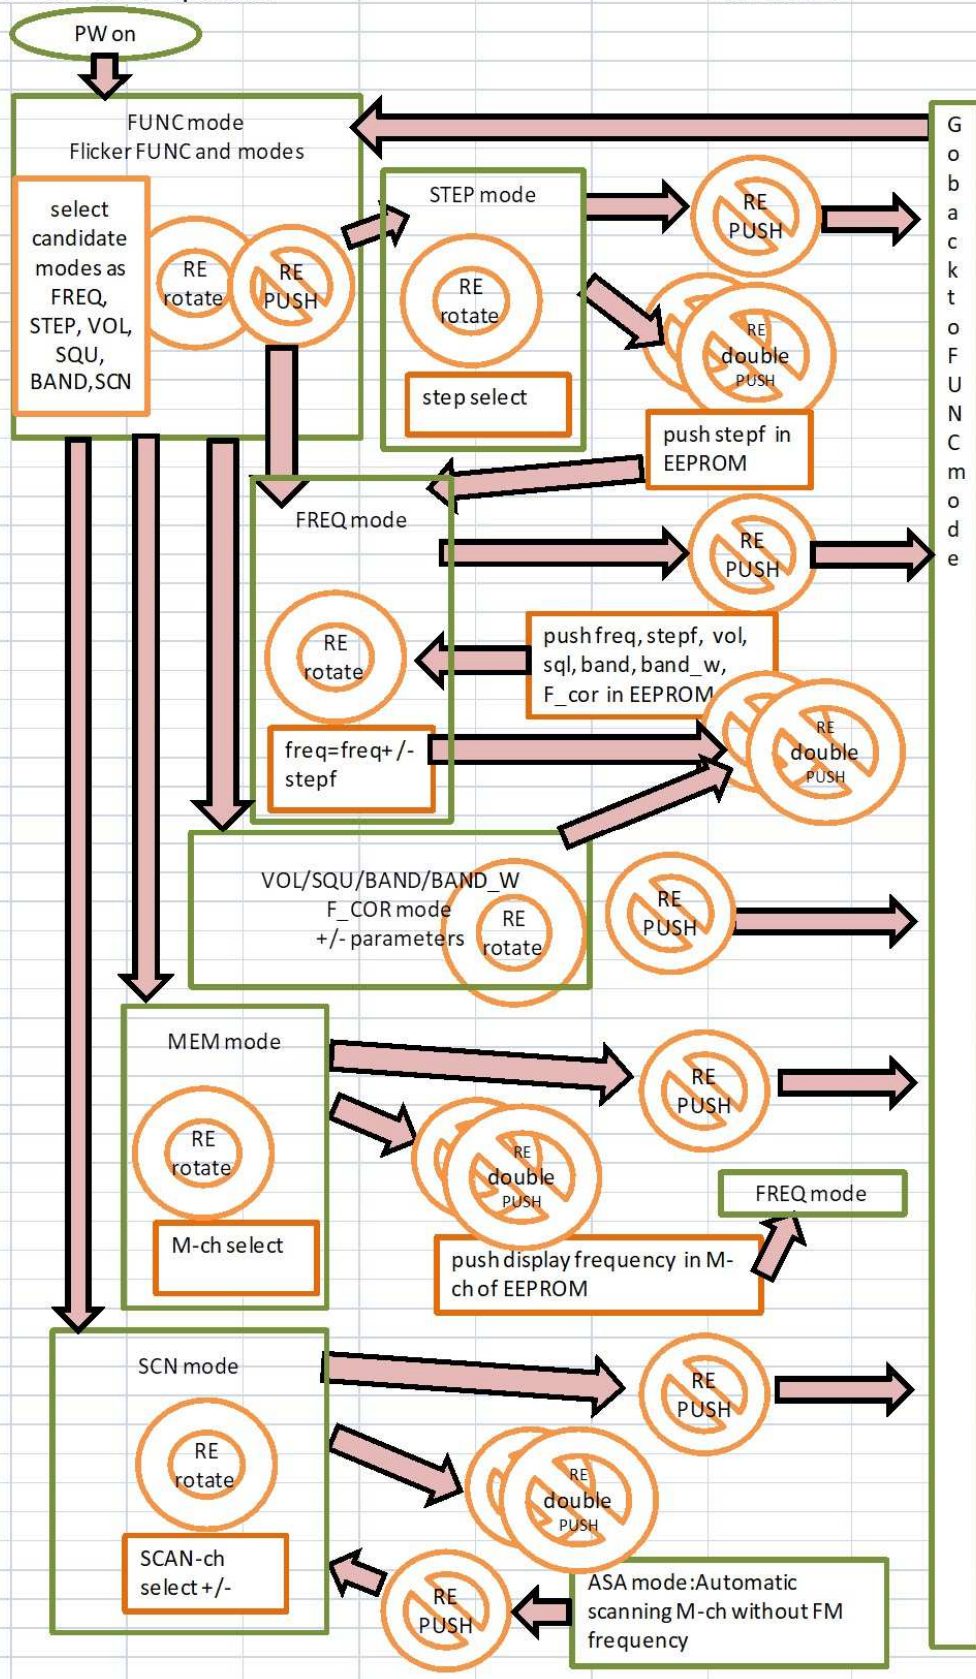 PW on
FUNC mode
Flicker FUNC and modes
select
candidate
modes as
FREQ,
STEP, VOL,
SQU,
BAND,SCN
RE
rotate
RE
PUSH
STEP mode
RE
rotate
step select
RE
PUSH
RE
double
PUSH
push stepf in
EEPROM
G
o
b
a
c
k
t
o
F
U
N
C
m
o
d
e
FREQ mode
RE
PUSH
RE
rotate
push freq, stepf, vol,
sql, band, band_w,
F_cor in EEPROM
freq=freq+/-
stepf
RE
double
PUSH
VOL/SQU/BAND/BAND_W
F_COR mode
+/- parameters
RE
rotate
RE
PUSH
MEM mode
RE
rotate
M-ch select
RE
PUSH
RE
double
PUSH
FREQ mode
push display frequency in M-
ch of EEPROM
SCN mode
RE
rotate
SCAN-ch
select +/-
RE
PUSH
RE
double
PUSH
RE
PUSH
ASA mode:Automatic
scanning M-ch without FM
frequency